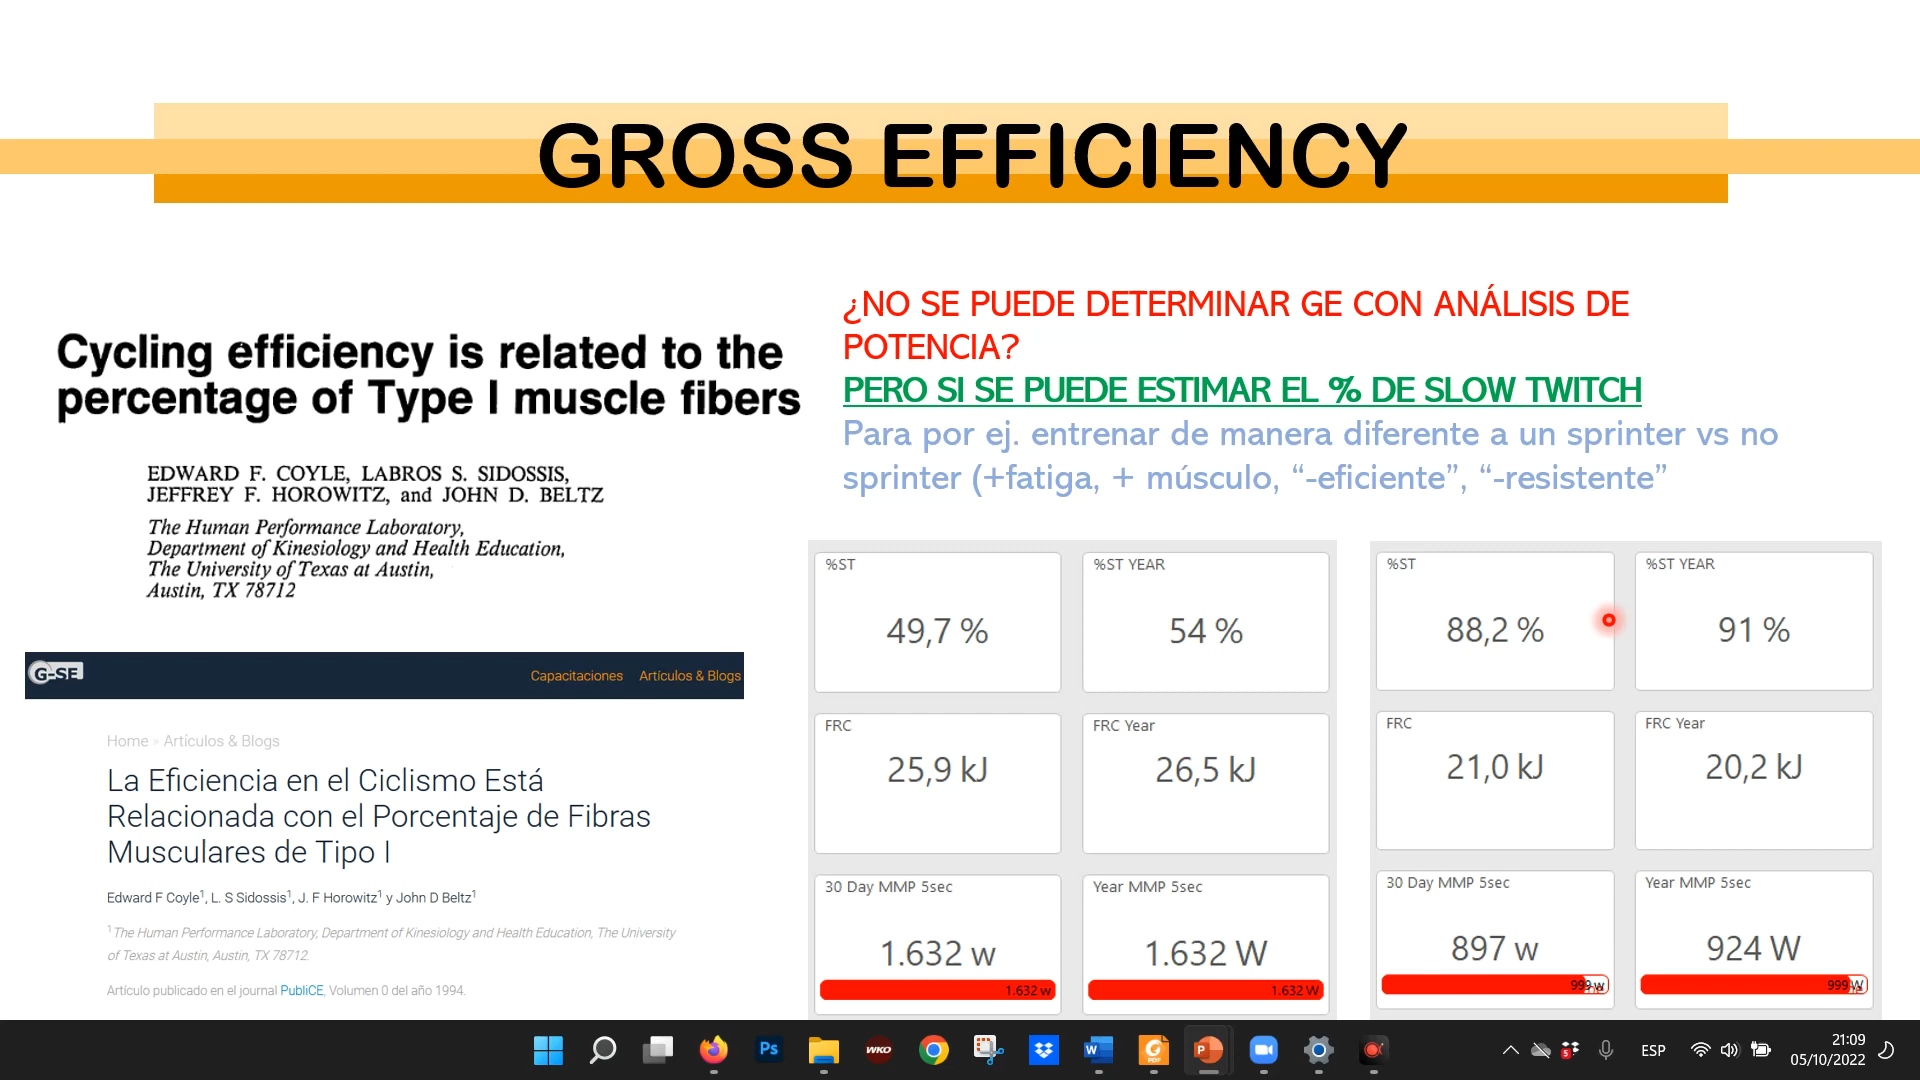 GROSS EFFICIENCY
Cycling efficiency is related to the
percentage of Type I muscle fibers
EDWARD F. COYLE, LABROS S. SIDOSSIS,
JEFFREY F. HOROWITZ, and JOHN D. BELTZ
The Human Performance Laboratory,
Department of Kinesiology and Health Education,
The University of Texas at Austin,
Austin, TX 78712
G-SE
Capacitaciones Artículos & Blogs
Home » Artículos & Blogs
La Eficiencia en el Ciclismo Está
Relacionada con el Porcentaje de Fibras
Musculares de Tipo I
Edward F Coyle1, L. S Sidossis1, J. F Horowitz1 y John D Beltz1
1The Human Performance Laboratory, Department of Kinesiology and Health Education, The University
of Texas at Austin, Austin, TX 78712.
Artículo publicado en el journal PubliCE, Volumen 0 del año 1994.
¿NO SE PUEDE DETERMINAR GE CON ANÁLISIS DE
POTENCIA?
PERO SI SE PUEDE ESTIMAR EL % DE SLOW TWITCH
Para por ej. entrenar de manera diferente a un sprinter vs no
sprinter (+fatiga, + músculo, “-eficiente”, “-resistente”
%ST
49,7 %
%ST YEAR
54 %
FRC
25,9 kJ
FRC Year
26,5 kJ
30 Day MMP 5sec
1.632 w
1.632 w
Year MMP 5sec
1.632 W
1.632 W
%ST
88,2 %
%ST YEAR
91 %
FRC
21,0 kJ
FRC Year
20,2 kJ
30 Day MMP 5sec
897 w
999 w
Year MMP 5sec
924 W
999 W
Ps
WKO
W
PDF
P
5
ESP
21:09
05/10/2022